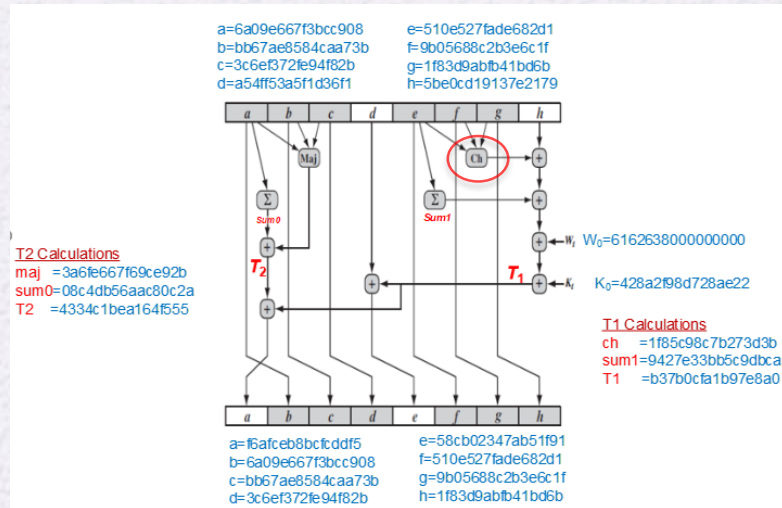 a=6a09e667f3bcc908
b=bb67ae8584caa73b
c=3c6ef372fe94f82b
d=a54ff53a5f1d36f1
e=510e527fade682d1
f=9b05688c2b3e6c1f
g=1f83d9abfb41bd6b
h=5be0cd19137e2179
a b c d e f g h
Maj
Ch
+
Σ
Sum0
Σ
Sum1
+
+
T2
+
Wt
W0=6162638000000000
+
+
T1
+
Kt
K0=428a2f98d728ae22
+
T2 Calculations
maj =3a6fe667f69ce92b
sum0=08c4db56aac80c2a
T2 =4334c1bea164f555
T1 Calculations
ch =1f85c98c7b273d3b
sum1=9427e33bb5c9dbca
T1 =b37b0cfa1b97e8a0
a b c d e f g h
a=f6afceb8bcfcddf5
b=6a09e667f3bcc908
c=bb67ae8584caa73b
d=3c6ef372fe94f82b
e=58cb02347ab51f91
f=510e527fade682d1
g=9b05688c2b3e6c1f
h=1f83d9abfb41bd6b